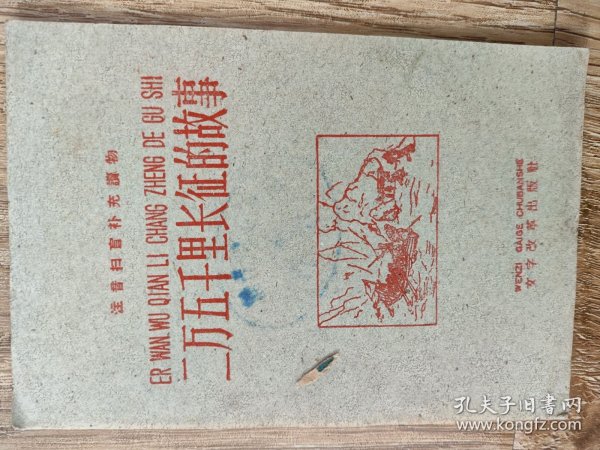 注音扫盲补充讀物
ER WAN WU QIAN LI CHANG ZHENG DE GU SHI
二万五千里长征的故事
WENZI GAIGE CHUBANSHE
文字改革出版社
孔夫子旧书网
www.kongfz.com